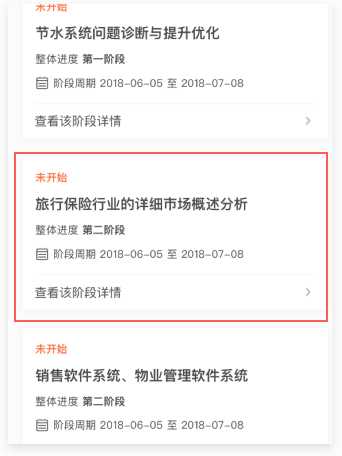 未开始
节水系统问题诊断与提升优化
整体进度 第一阶段
阶段周期 2018-06-05 至 2018-07-08
查看该阶段详情
未开始
旅行保险行业的详细市场概述分析
整体进度 第二阶段
阶段周期 2018-06-05 至 2018-07-08
查看该阶段详情
未开始
销售软件系统、物业管理软件系统
整体进度 第二阶段
阶段周期 2018-06-05 至 2018-07-08